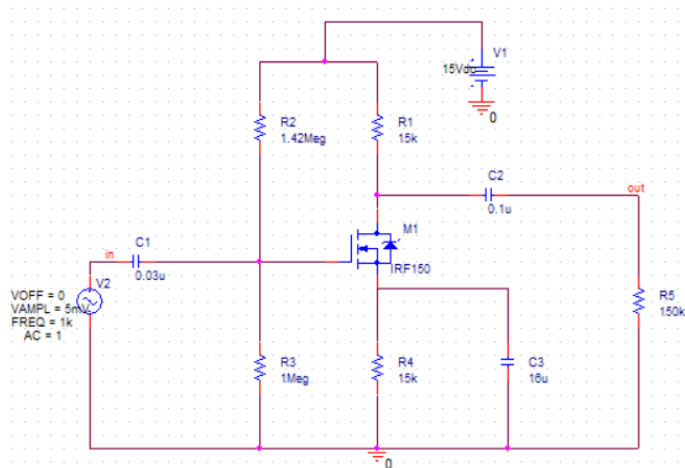 V1
15Vdc
0
R2
1.42Meg
R1
15k
C2
0.1u
out
M1
IRF150
in
C1
0.03u
V2
VOFF = 0
VAMPL = 5mV
FREQ = 1k
AC = 1
R5
150k
R3
1Meg
R4
15k
C3
16u
0